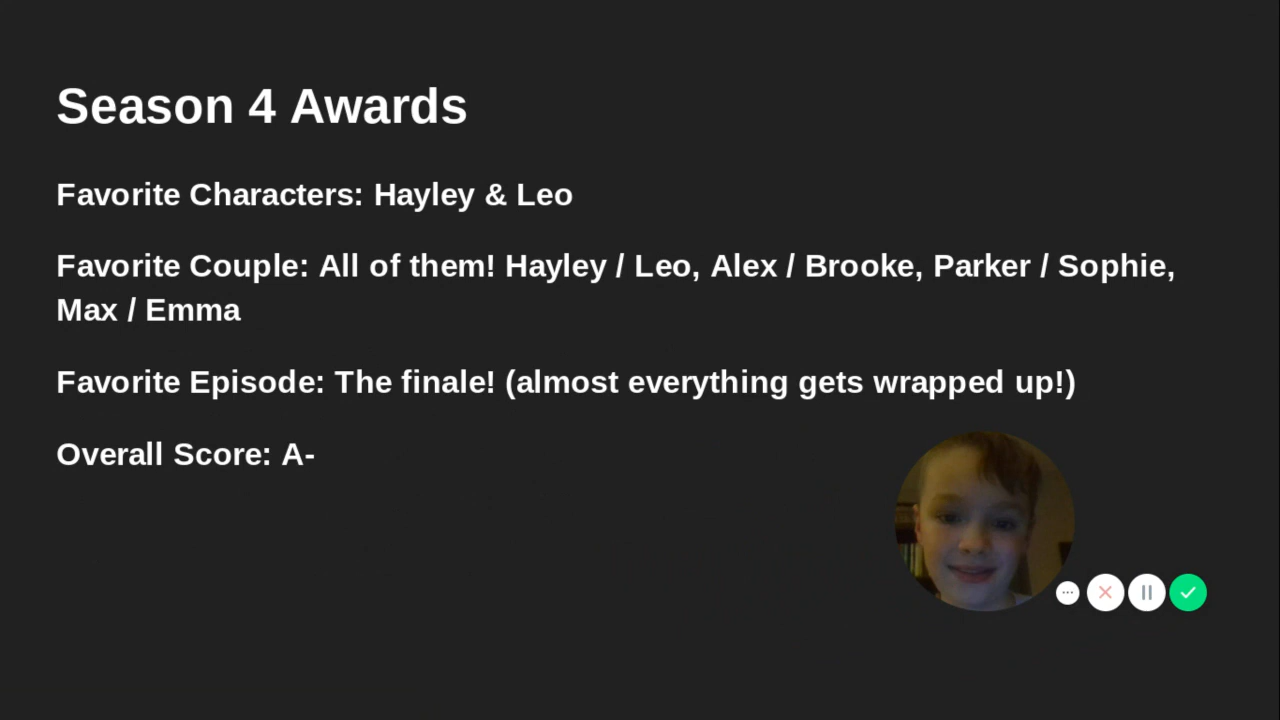 Season 4 Awards
Favorite Characters: Hayley & Leo
Favorite Couple: All of them! Hayley / Leo, Alex / Brooke, Parker / Sophie,
Max / Emma
Favorite Episode: The finale! (almost everything gets wrapped up!)
Overall Score: A-